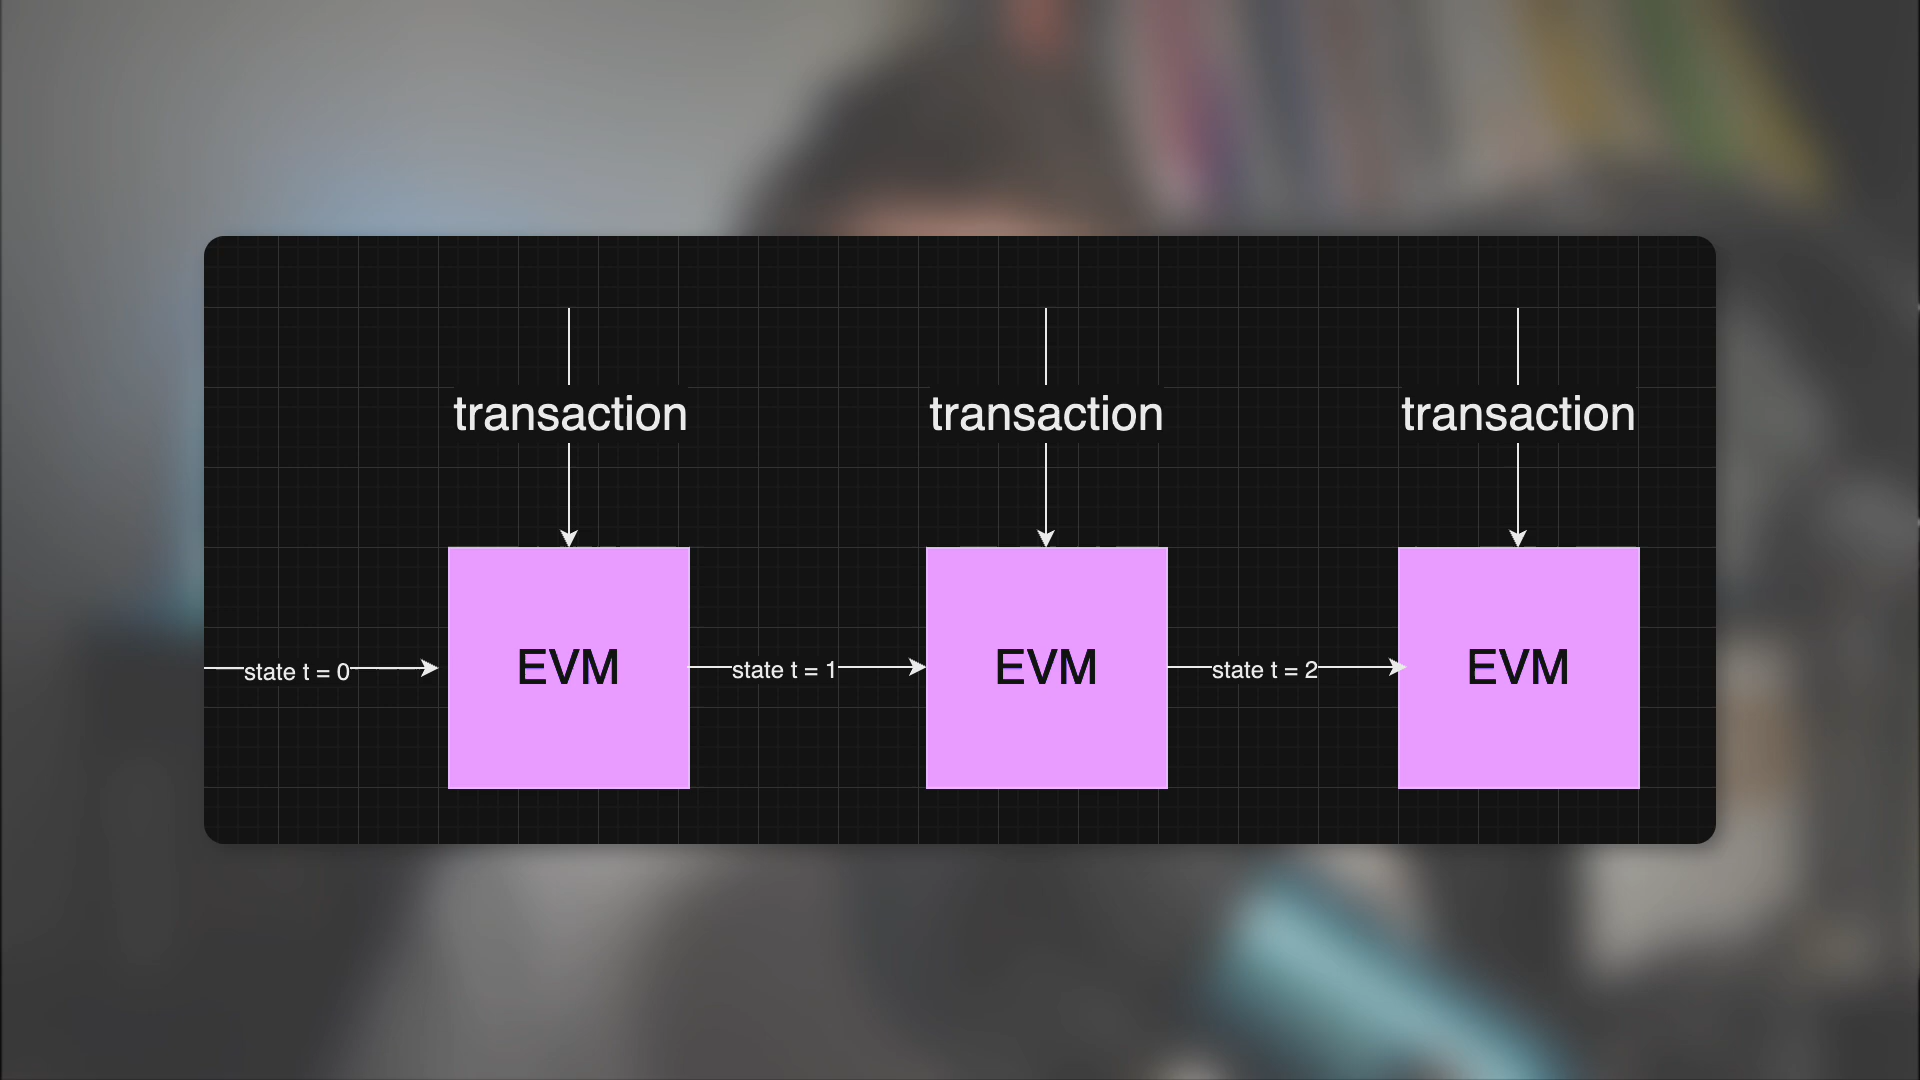 transaction
transaction
transaction
EVM
EVM
EVM
state t = 0
state t = 1
state t = 2